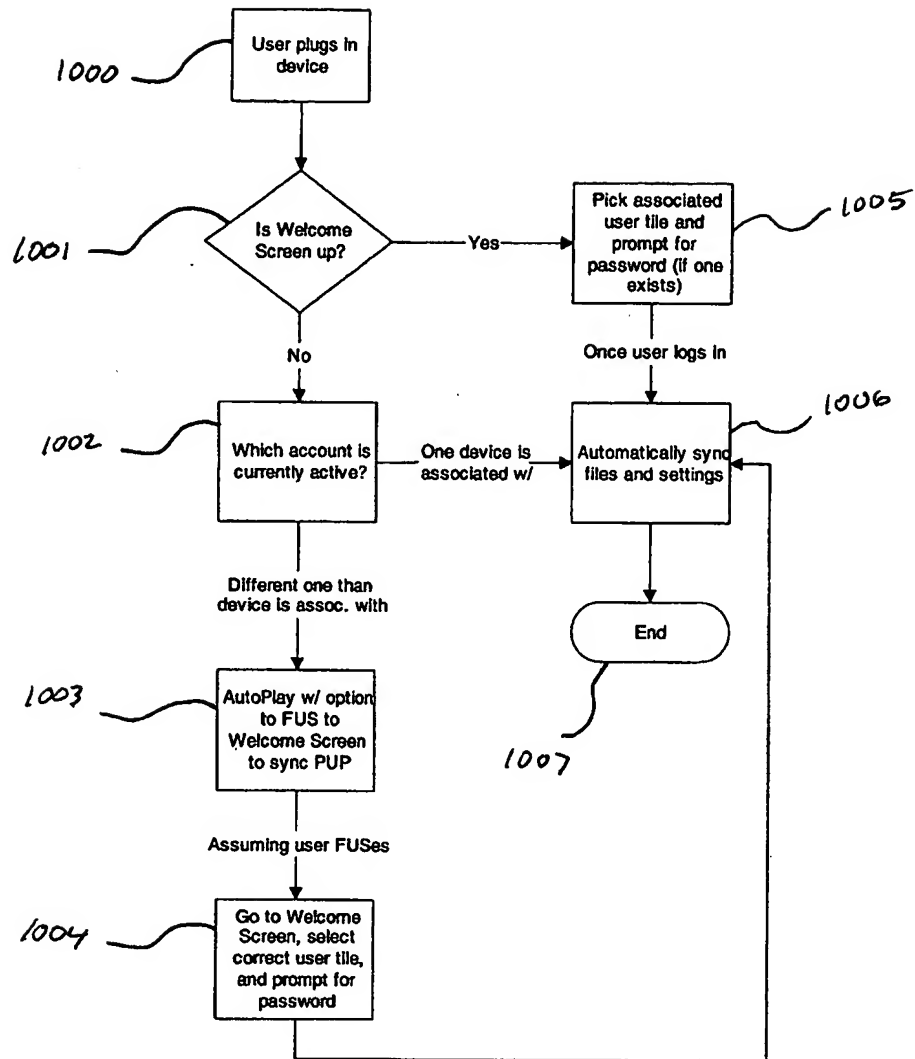 User plugs in
device
1000
Is Welcome
Screen up?
1001
Yes
Pick associated
user tile and
prompt for
password (if one
exists)
1005
No
Once user logs in
1002
Which account is
currently active?
One device is
associated w/
Automatically sync
files and settings
1006
Different one than
device is assoc. with
End
1007
1003
AutoPlay w/ option
to FUS to
Welcome Screen
to sync PUP
Assuming user FUSes
1004
Go to Welcome
Screen, select
correct user tile,
and prompt for
password